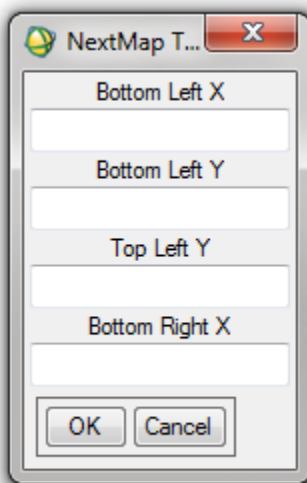 NextMap T...
Bottom Left X
Bottom Left Y
Top Left Y
Bottom Right X
OK Cancel